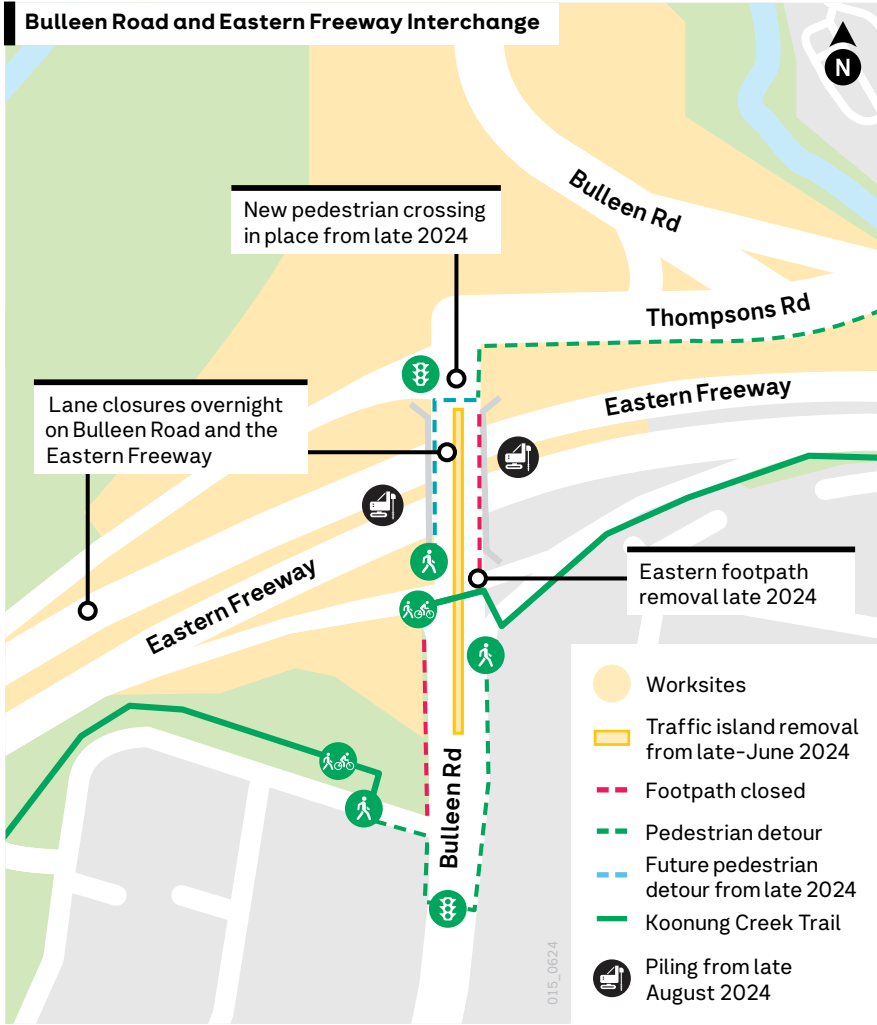 Bulleen Road and Eastern Freeway Interchange
N
Bulleen Rd
New pedestrian crossing
in place from late 2024
Thompsons Rd
Eastern Freeway
Lane closures overnight
on Bulleen Road and the
Eastern Freeway
Eastern Freeway
Eastern footpath
removal late 2024
Bulleen Rd
Worksites
Traffic island removal
from late-June 2024
Footpath closed
Pedestrian detour
Future pedestrian
detour from late 2024
Koonung Creek Trail
Piling from late
August 2024
015_0624